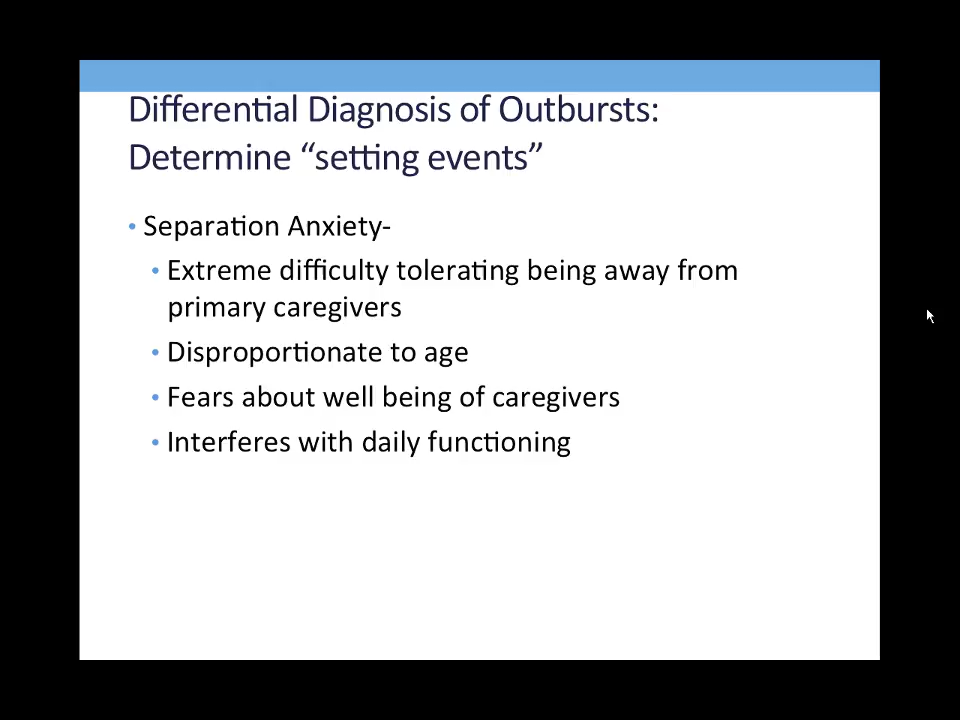 Differential Diagnosis of Outbursts:
Determine “setting events”
• Separation Anxiety-
• Extreme difficulty tolerating being away from
primary caregivers
• Disproportionate to age
• Fears about well being of caregivers
• Interferes with daily functioning